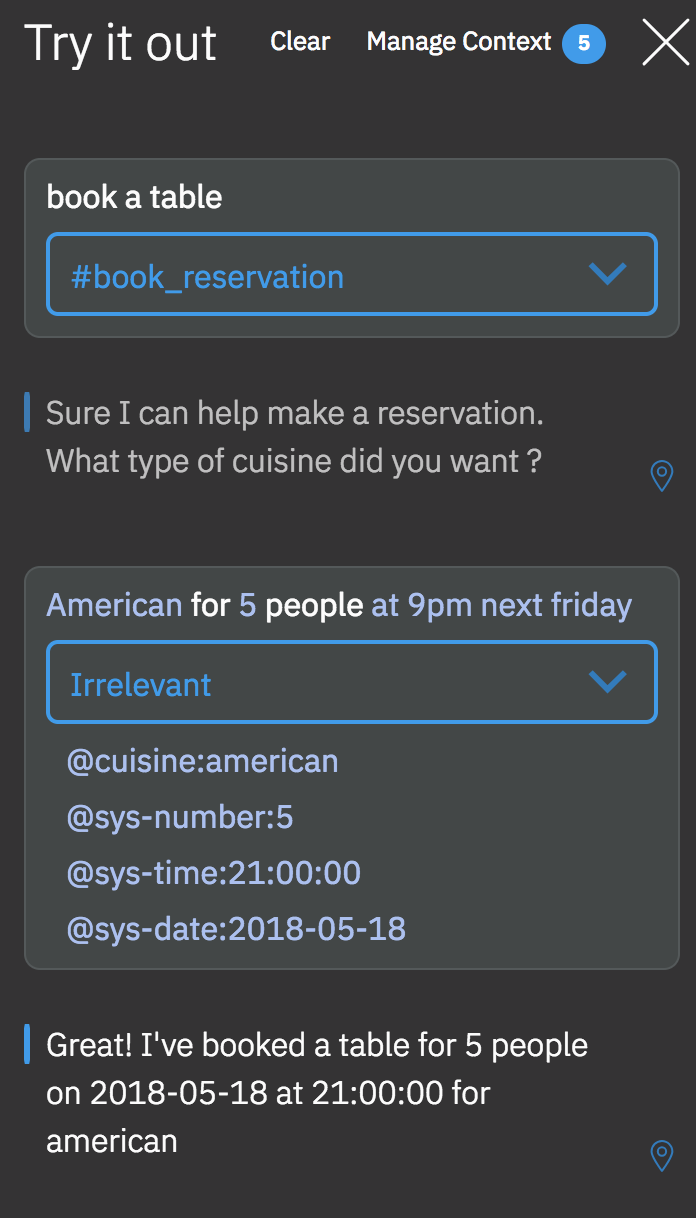 Try it out Clear Manage Context 5
book a table
#book_reservation
Sure I can help make a reservation.
What type of cuisine did you want ?
American for 5 people at 9pm next friday
Irrelevant
@cuisine:american
@sys-number:5
@sys-time:21:00:00
@sys-date:2018-05-18
Great! I've booked a table for 5 people
on 2018-05-18 at 21:00:00 for
american